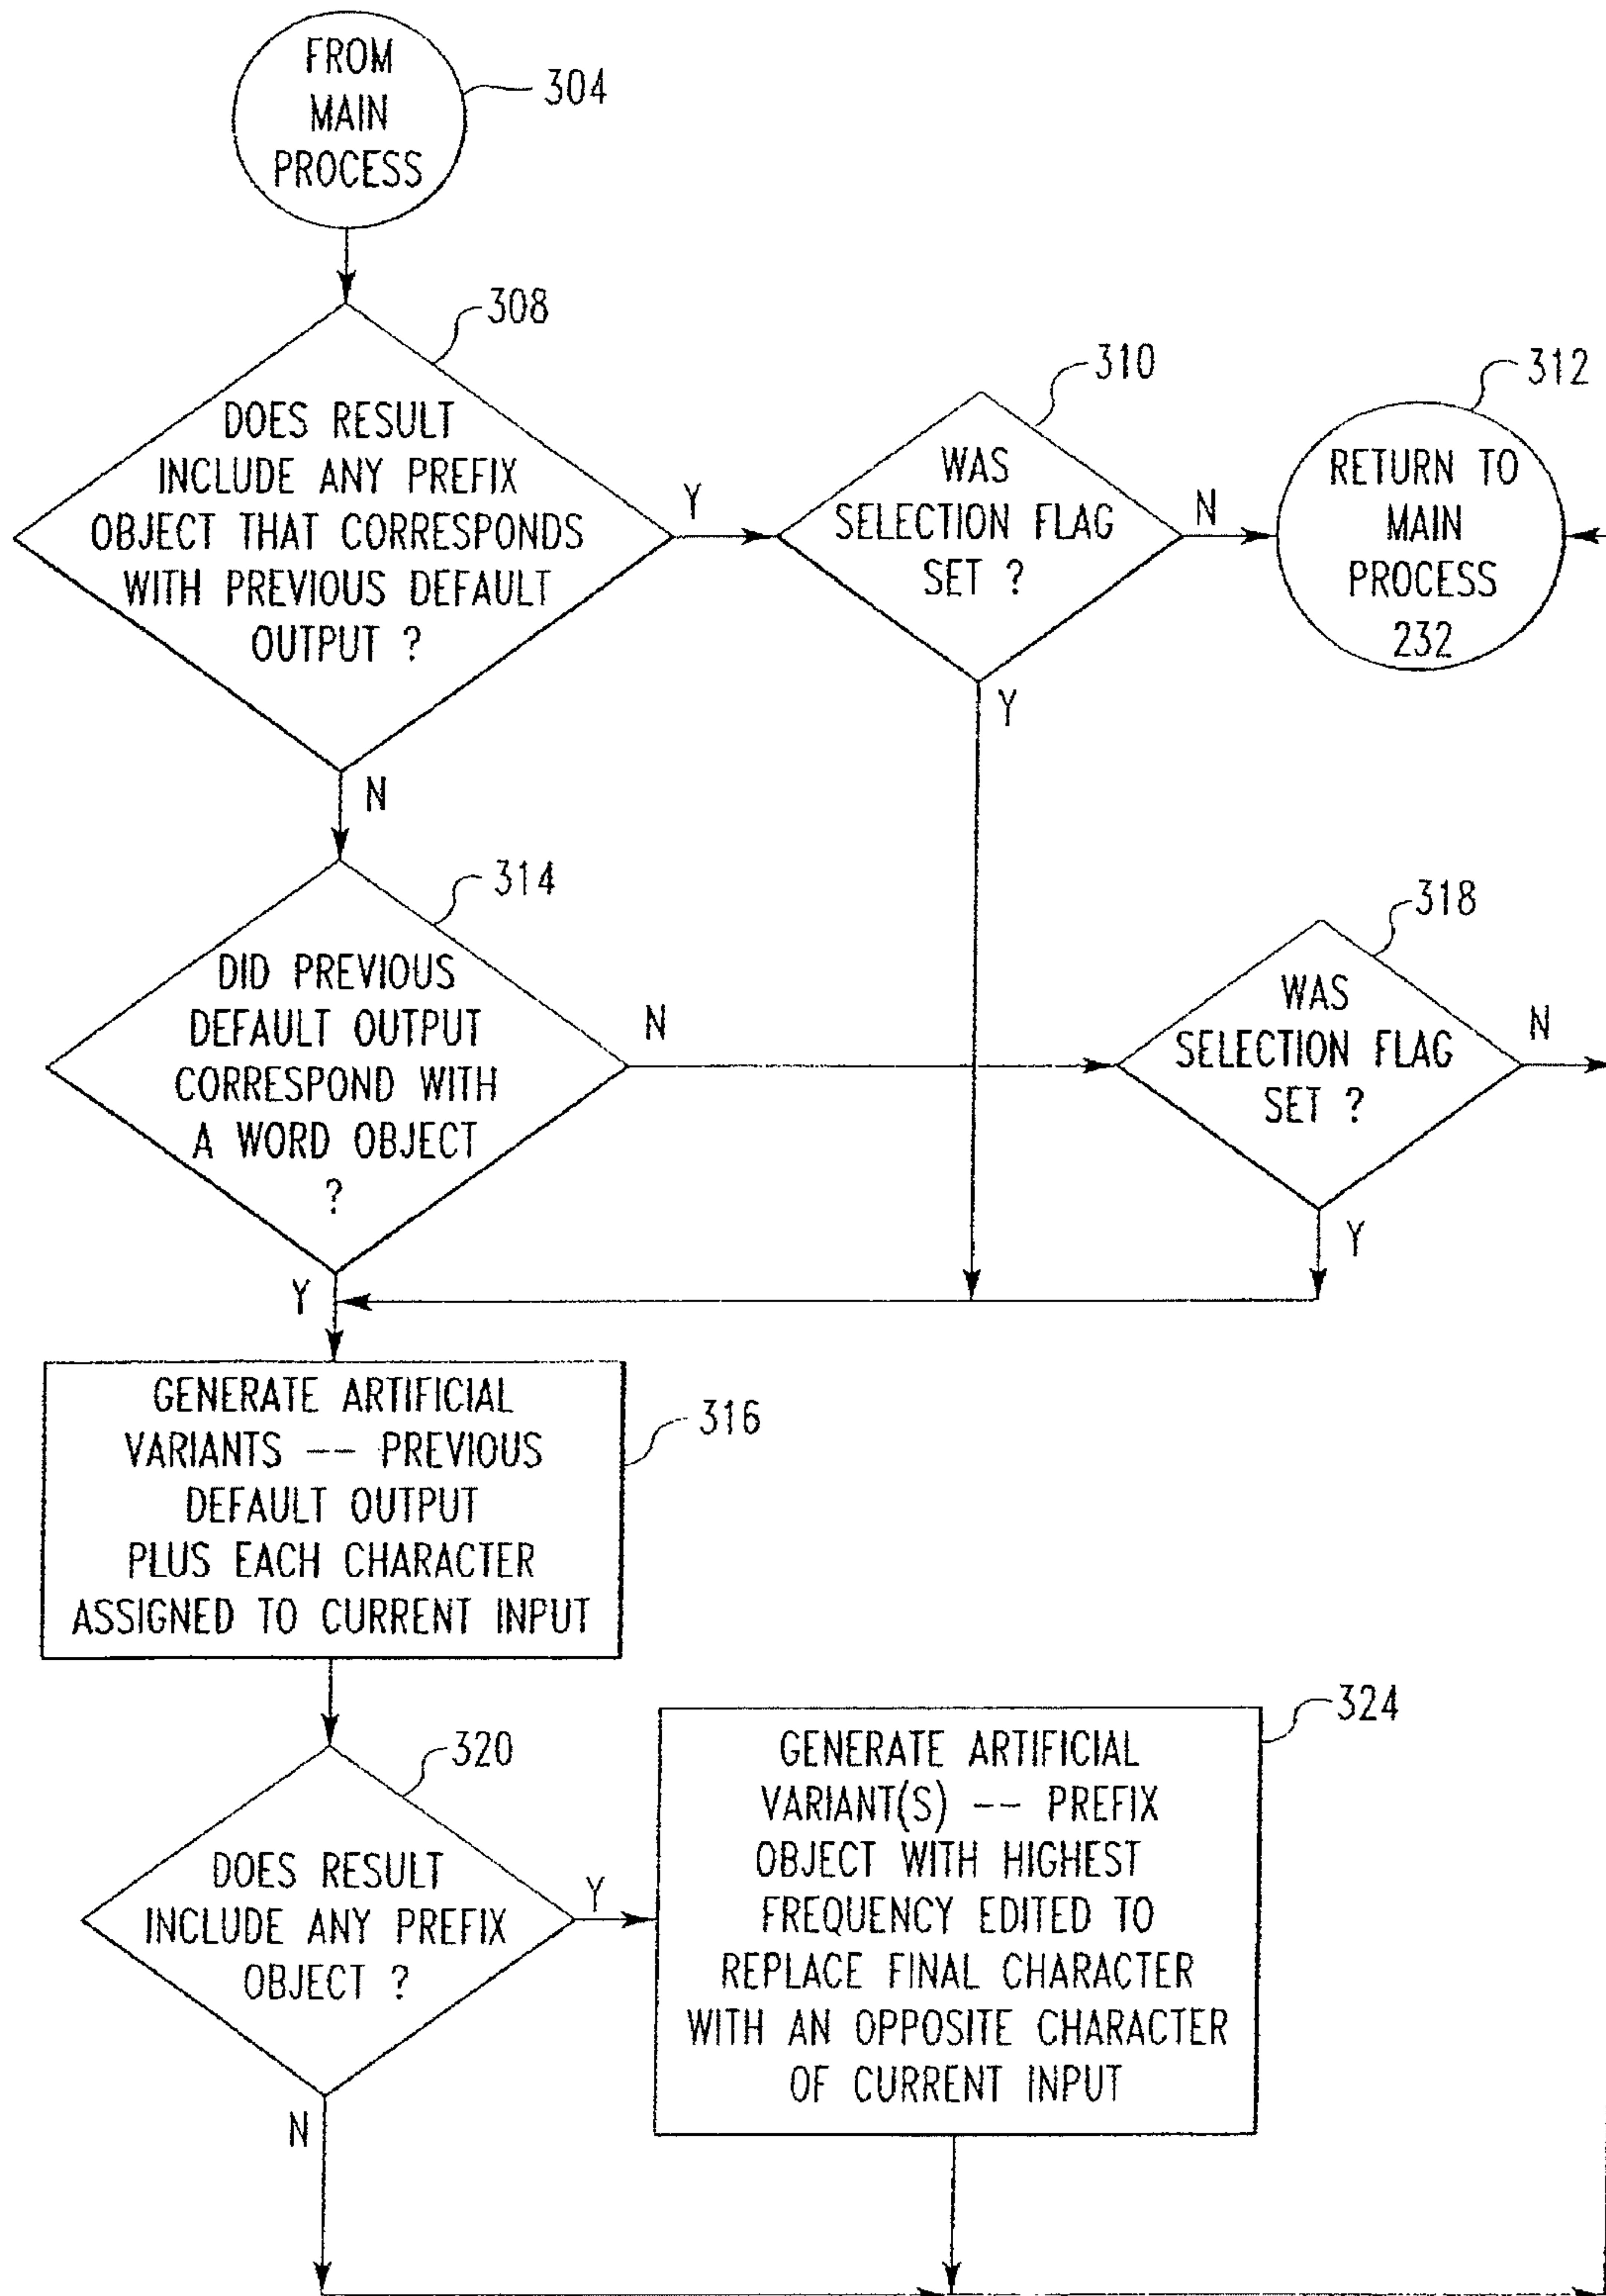 FROM
MAIN
PROCESS
304
308
DOES RESULT
INCLUDE ANY PREFIX
OBJECT THAT CORRESPONDS
WITH PREVIOUS DEFAULT
OUTPUT ?
Y
N
310
WAS
SELECTION FLAG
SET ?
N
Y
312
RETURN TO
MAIN
PROCESS
232
314
DID PREVIOUS
DEFAULT OUTPUT
CORRESPOND WITH
A WORD OBJECT
?
N
Y
318
WAS
SELECTION FLAG
SET ?
N
Y
316
GENERATE ARTIFICIAL
VARIANTS -- PREVIOUS
DEFAULT OUTPUT
PLUS EACH CHARACTER
ASSIGNED TO CURRENT INPUT
320
DOES RESULT
INCLUDE ANY PREFIX
OBJECT ?
Y
N
324
GENERATE ARTIFICIAL
VARIANT(S) -- PREFIX
OBJECT WITH HIGHEST
FREQUENCY EDITED TO
REPLACE FINAL CHARACTER
WITH AN OPPOSITE CHARACTER
OF CURRENT INPUT